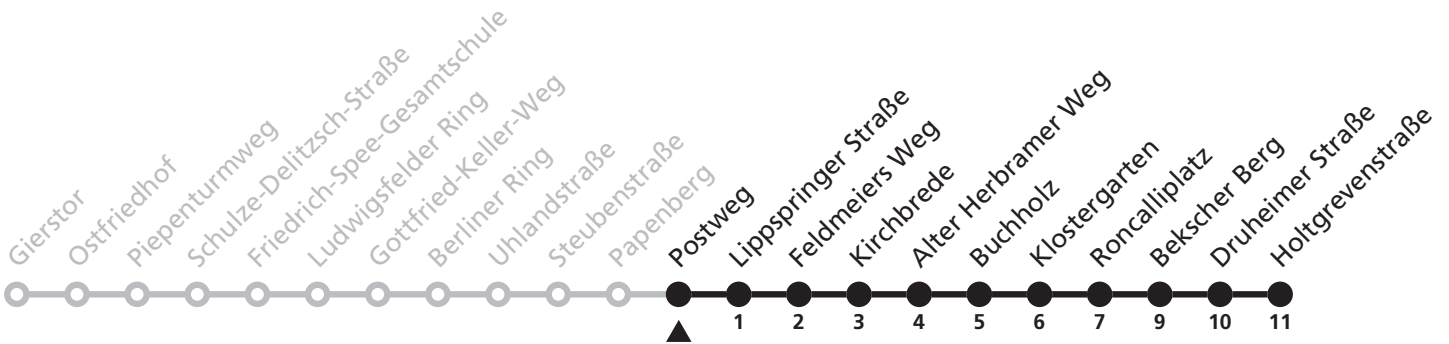 Gierstor
Ostfriedhof
Piepenturmweg
Schulze-Delitzsch-Straße
Friedrich-Spee-Gesamtschule
Ludwigsfelder Ring
Gottfried-Keller-Weg
Berliner Ring
Uhlandstraße
Steubenstraße
Papenberg
Postweg
Lippspringer Straße
Feldmeiers Weg
Kirchbrede
Alter Herbramer Weg
Buchholz
Klostergarten
Roncalliplatz
Bekscher Berg
Druheimer Straße
Holtgrevenstraße
1 2 3 4 5 6 7 9 10 11